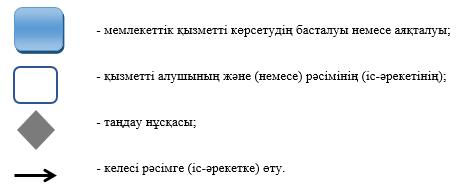 - мемлекеттік қызметті көрсетудің басталуы немесе аяқталуы;
- қызметті алушының және (немесе) рәсімінің (іс-әрекетінің);
- таңдау нұсқасы;
- келесі рәсімге (іс-әрекетке) өту.